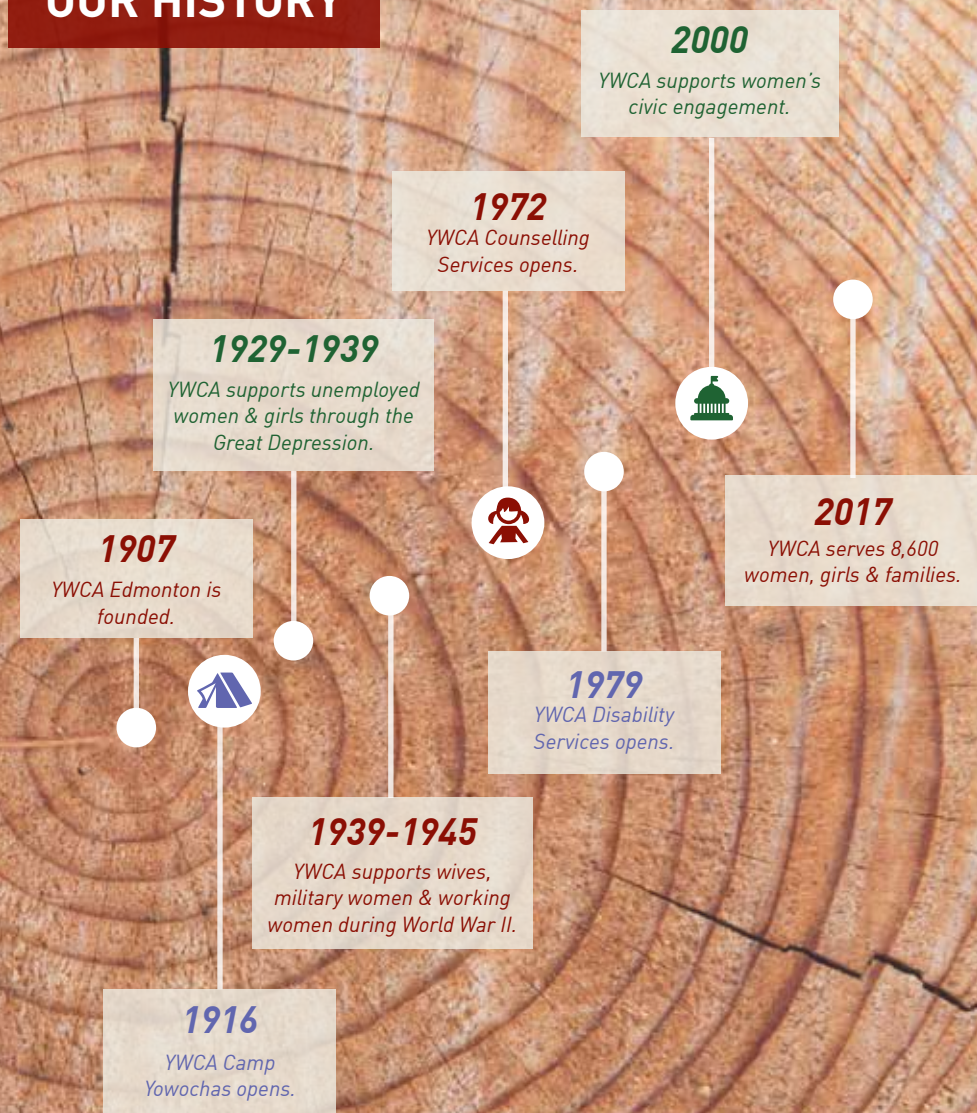 OUR HISTORY
1907
YWCA Edmonton is
founded.
1916
YWCA Camp
Yowochas opens.
1929-1939
YWCA supports unemployed
women & girls through the
Great Depression.
1939-1945
YWCA supports wives,
military women & working
women during World War II.
1972
YWCA Counselling
Services opens.
1979
YWCA Disability
Services opens.
2000
YWCA supports women's
civic engagement.
2017
YWCA serves 8,600
women, girls & families.